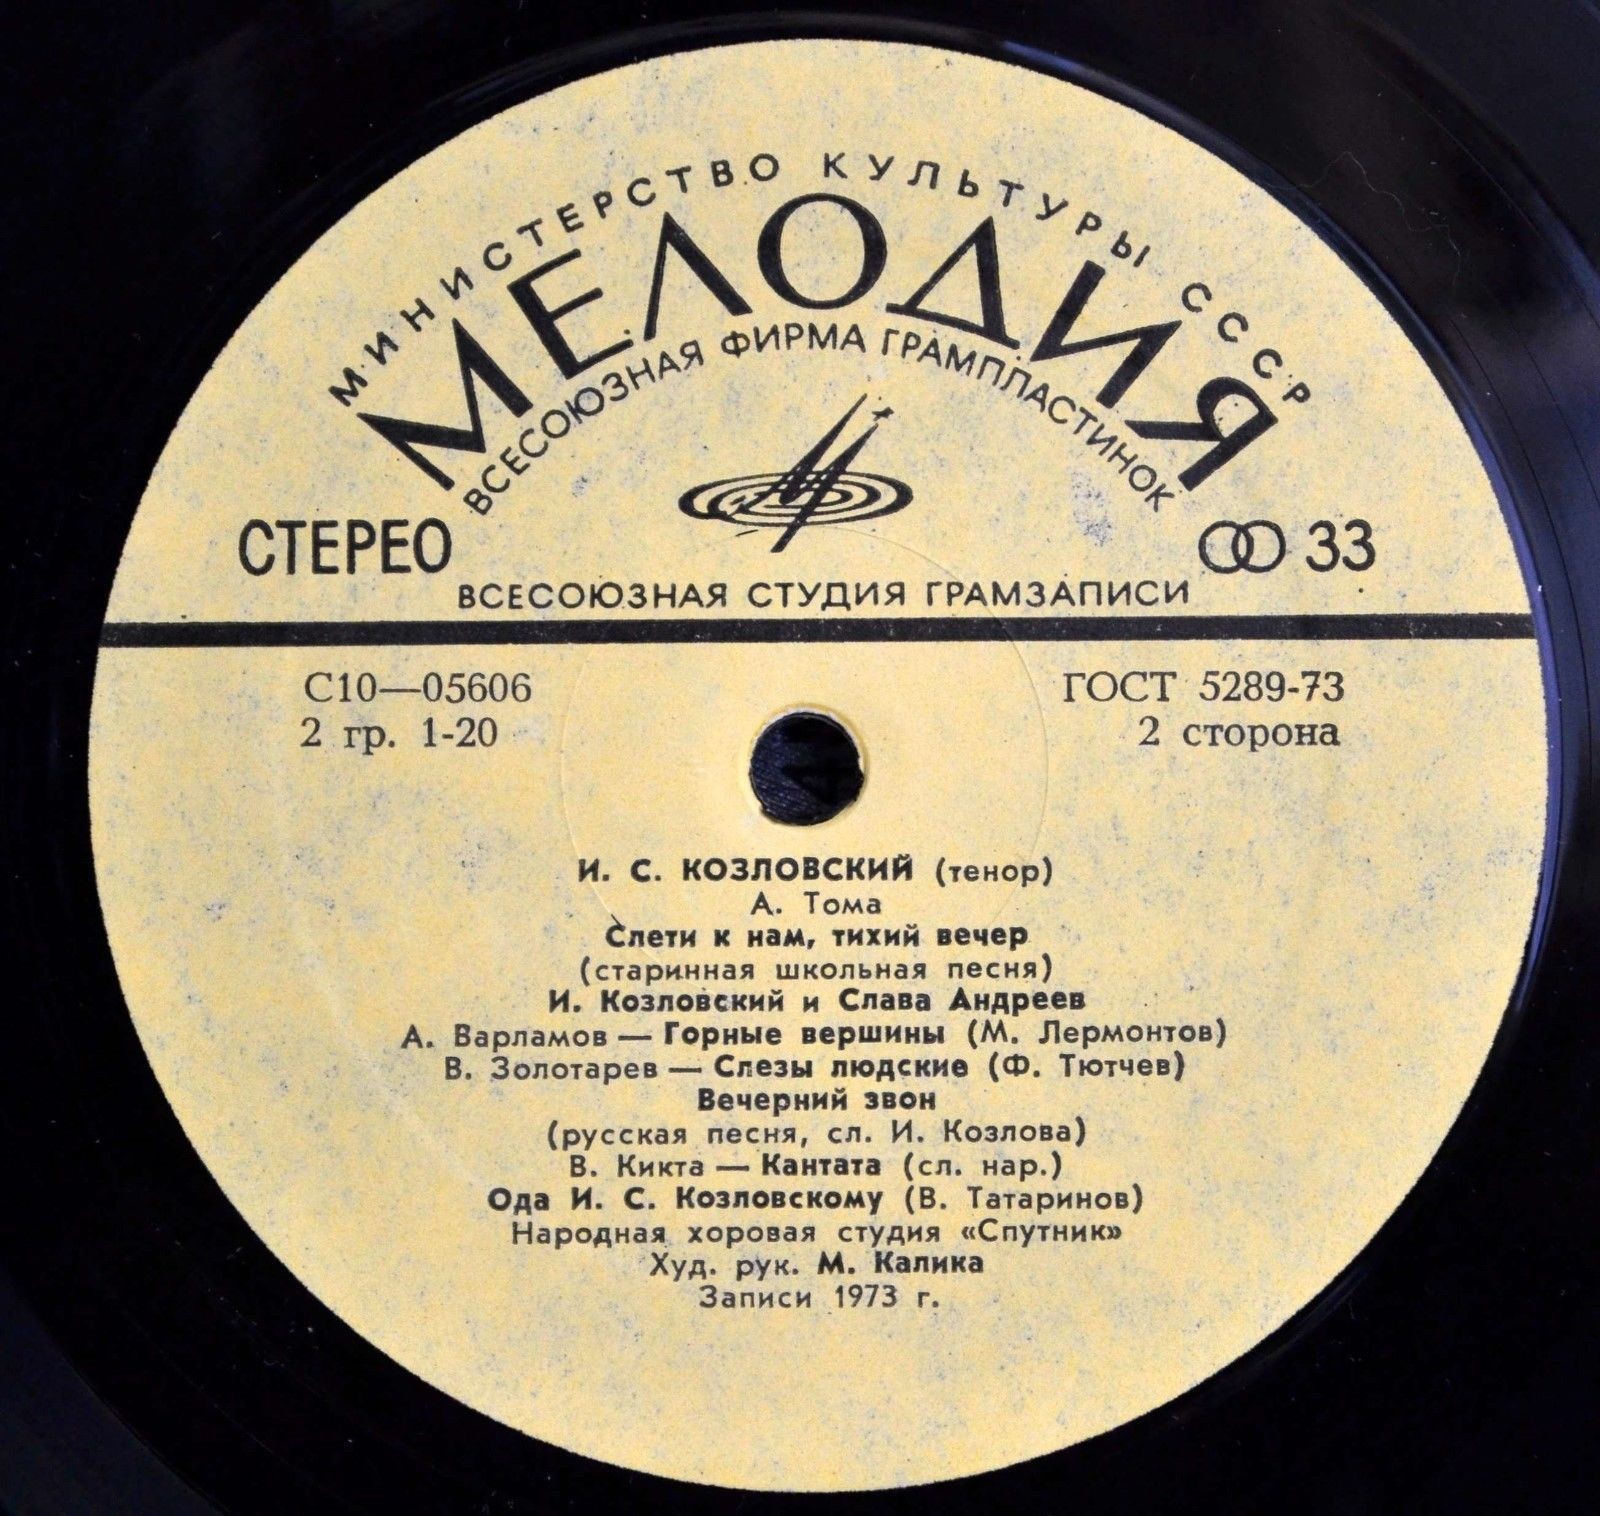 МИНИСТЕРСТВО КУЛЬТУРЫ СССР
МЕЛОДИЯ
ВСЕСОЮЗНАЯ ФИРМА ГРАМПЛАСТИНОК
СТЕРЕО 33
ВСЕСОЮЗНАЯ СТУДИЯ ГРАМЗАПИСИ
С10—05606 ГОСТ 5289-73
2 гр. 1-20 2 сторона
И. С. КОЗЛОВСКИЙ (тенор)
А. Тома
Слети к нам, тихий вечер
(старинная школьная песня)
И. Козловский и Слава Андреев
А. Варламов — Горные вершины (М. Лермонтов)
В. Золотарев — Слезы людские (Ф. Тютчев)
Вечерний звон
(русская песня, сл. И. Козлова)
В. Кикта — Кантата (сл. нар.)
Ода И. С. Козловскому (В. Татаринов)
Народная хоровая студия «Спутник»
Худ. рук. М. Калика
Записи 1973 г.